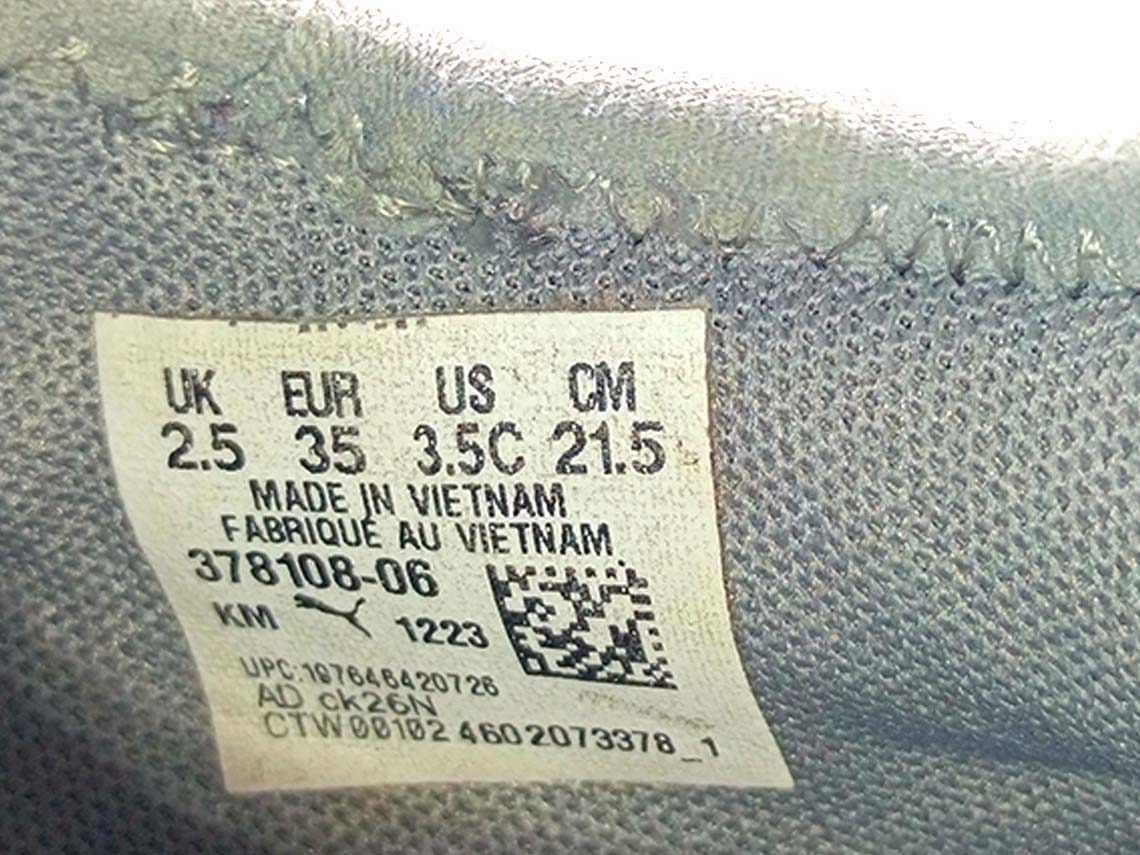 UK EUR US CM
2.5 35 3.5C 21.5
MADE IN VIETNAM
FABRIQUÉ AU VIETNAM
378108-06
KM 1223
UPC:197646420726
AD ck26N
CTW00102 4602073378_1